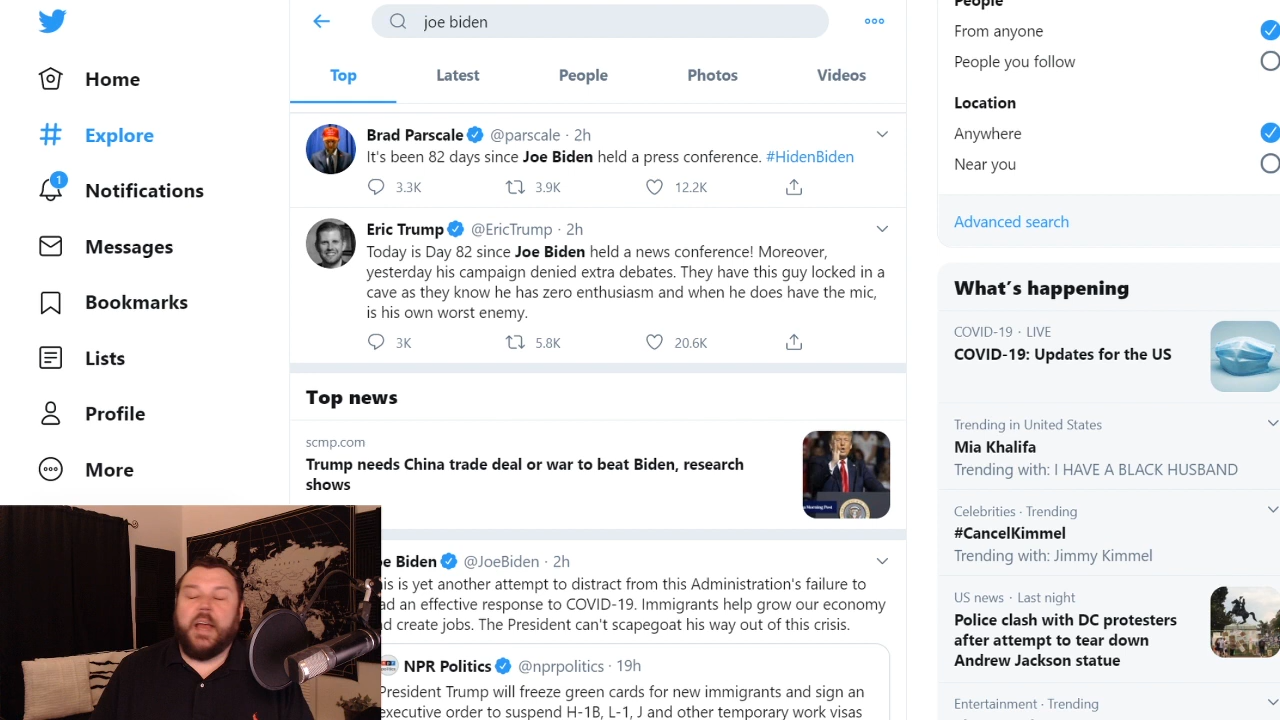 Home
Explore
1
Notifications
Messages
Bookmarks
Lists
Profile
More
joe biden
Top
Latest
People
Photos
Videos
Brad Parscale @parscale · 2h
It's been 82 days since Joe Biden held a press conference. #HidenBiden
3.3K
3.9K
12.2K
Eric Trump @EricTrump · 2h
Today is Day 82 since Joe Biden held a news conference! Moreover,
yesterday his campaign denied extra debates. They have this guy locked in a
cave as they know he has zero enthusiasm and when he does have the mic,
is his own worst enemy.
3K
5.8K
20.6K
Top news
scmp.com
Trump needs China trade deal or war to beat Biden, research
shows
Biden @JoeBiden · 2h
is yet another attempt to distract from this Administration's failure to
an effective response to COVID-19. Immigrants help grow our economy
create jobs. The President can't scapegoat his way out of this crisis.
NPR Politics @nprpolitics · 19h
President Trump will freeze green cards for new immigrants and sign an
executive order to suspend H-1B, L-1, J and other temporary work visas
People
From anyone
People you follow
Location
Anywhere
Near you
Advanced search
What's happening
COVID-19 · LIVE
COVID-19: Updates for the US
Trending in United States
Mia Khalifa
Trending with: I HAVE A BLACK HUSBAND
Celebrities · Trending
#CancelKimmel
Trending with: Jimmy Kimmel
US news · Last night
Police clash with DC protesters
after attempt to tear down
Andrew Jackson statue
Entertainment · Trending